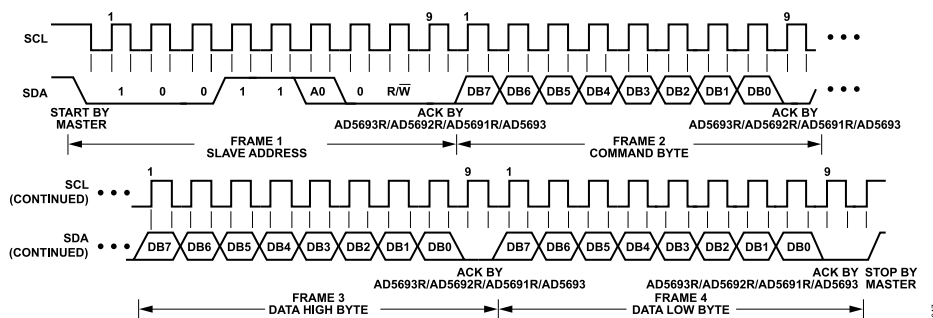 1 9 1 9
SCL
SDA 1 0 0 1 1 A0 0 R/W̅ DB7 DB6 DB5 DB4 DB3 DB2 DB1 DB0
START BY MASTER
ACK BY AD5693R/AD5692R/AD5691R/AD5693
ACK BY AD5693R/AD5692R/AD5691R/AD5693
FRAME 1 SLAVE ADDRESS
FRAME 2 COMMAND BYTE
1 9 1 9
SCL (CONTINUED)
SDA (CONTINUED) DB7 DB6 DB5 DB4 DB3 DB2 DB1 DB0 DB7 DB6 DB5 DB4 DB3 DB2 DB1 DB0
ACK BY AD5693R/AD5692R/AD5691R/AD5693
ACK BY AD5693R/AD5692R/AD5691R/AD5693
STOP BY MASTER
FRAME 3 DATA HIGH BYTE
FRAME 4 DATA LOW BYTE